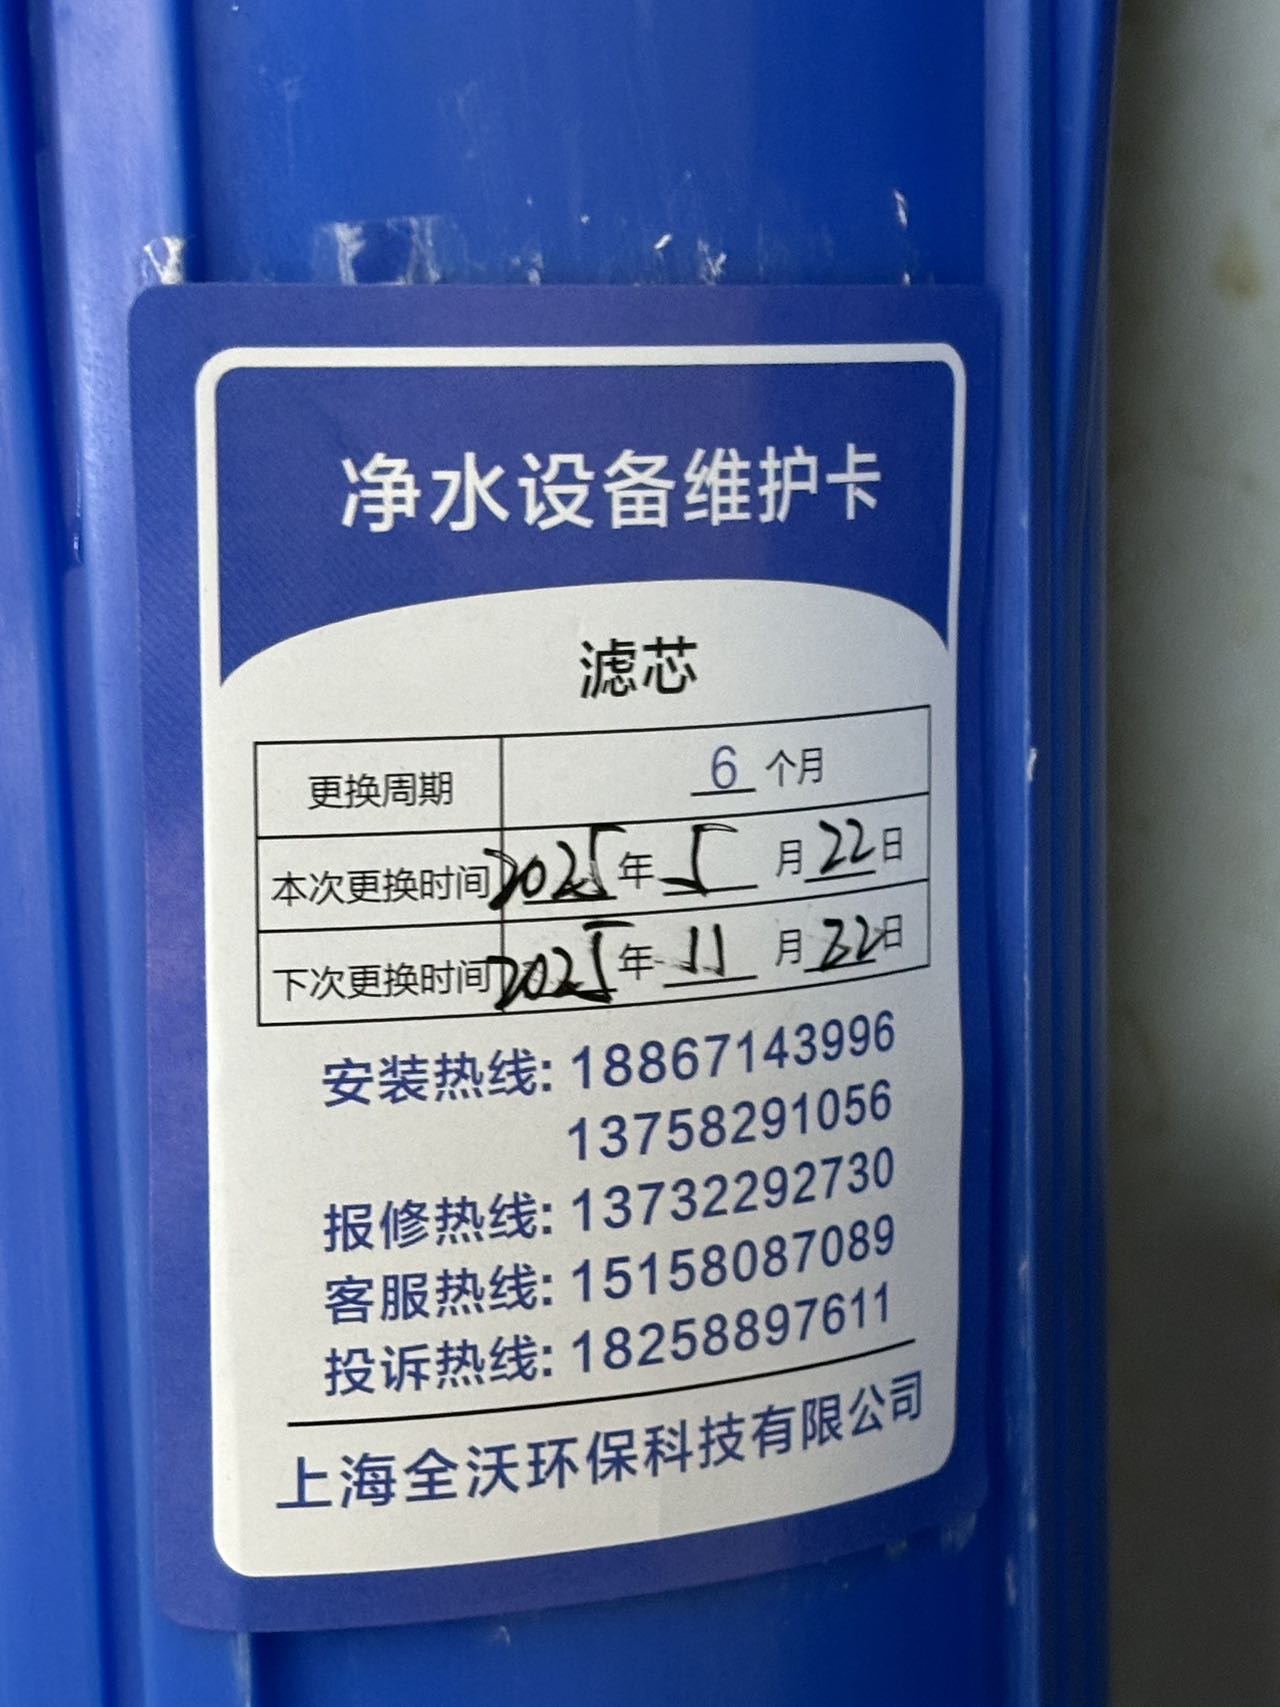 净水设备维护卡
滤芯
更换周期 6 个月
本次更换时间 2025 年 5 月 22 日
下次更换时间 2025 年 11 月 22 日
安装热线: 18867143996
13758291056
报修热线: 13732292730
客服热线: 15158087089
投诉热线: 18258897611
上海全沃环保科技有限公司